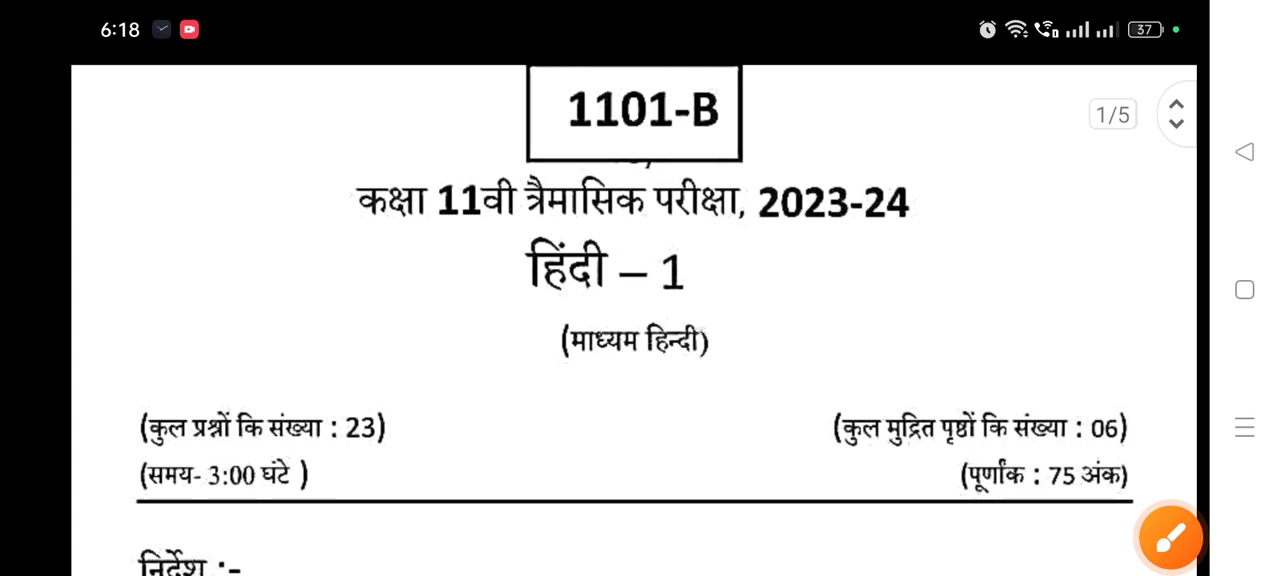 6:18
37
1101-B
1/5
कक्षा 11वी त्रैमासिक परीक्षा, 2023-24
हिंदी – 1
(माध्यम हिन्दी)
(कुल प्रश्नों कि संख्या : 23)
(कुल मुद्रित पृष्ठों कि संख्या : 06)
(समय- 3:00 घंटे )
(पूर्णांक : 75 अंक)
निर्देश :-